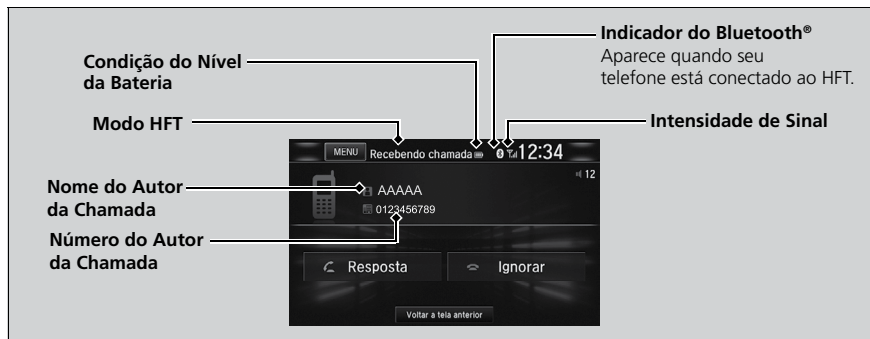 Indicador do Bluetooth®
Aparece quando seu
telefone está conectado ao HFT.
Condição do Nível
da Bateria
Modo HFT
Intensidade de Sinal
MENU Recebendo chamada 12:34
12
Nome do Autor
da Chamada
AAAAA
0123456789
Número do Autor
da Chamada
Resposta Ignorar
Voltar a tela anterior